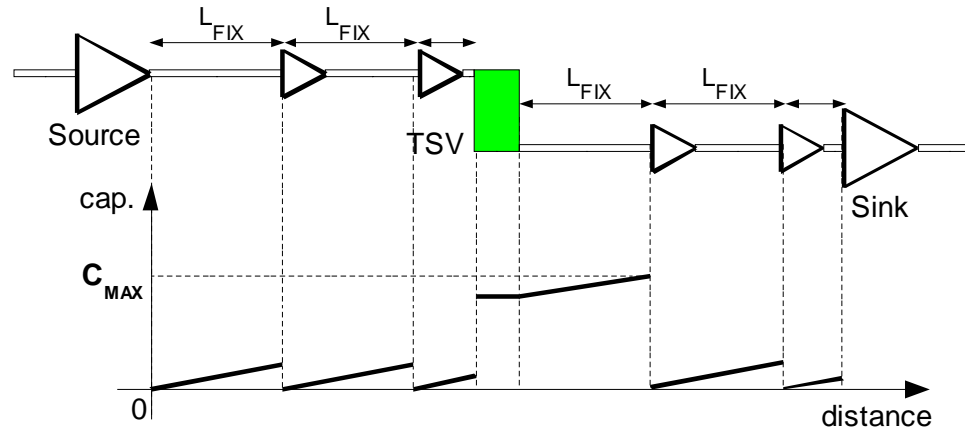 L_FIX L_FIX
L_FIX L_FIX
Source TSV
Sink
cap.
C_MAX
0
distance